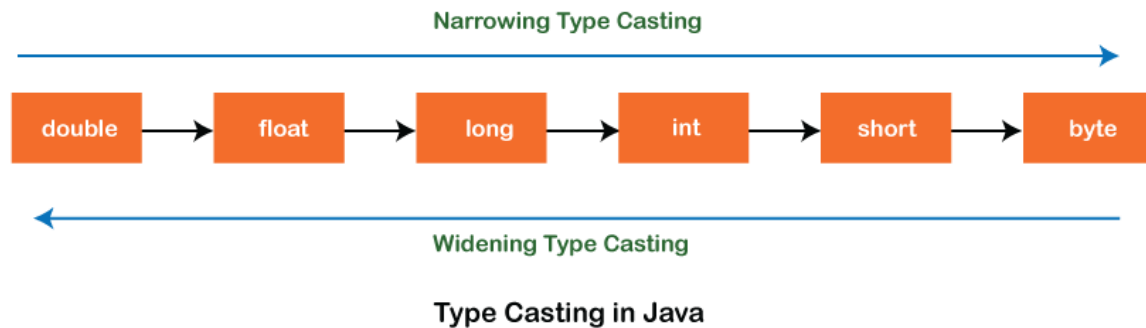 Narrowing Type Casting
double float long int short byte
Widening Type Casting
Type Casting in Java